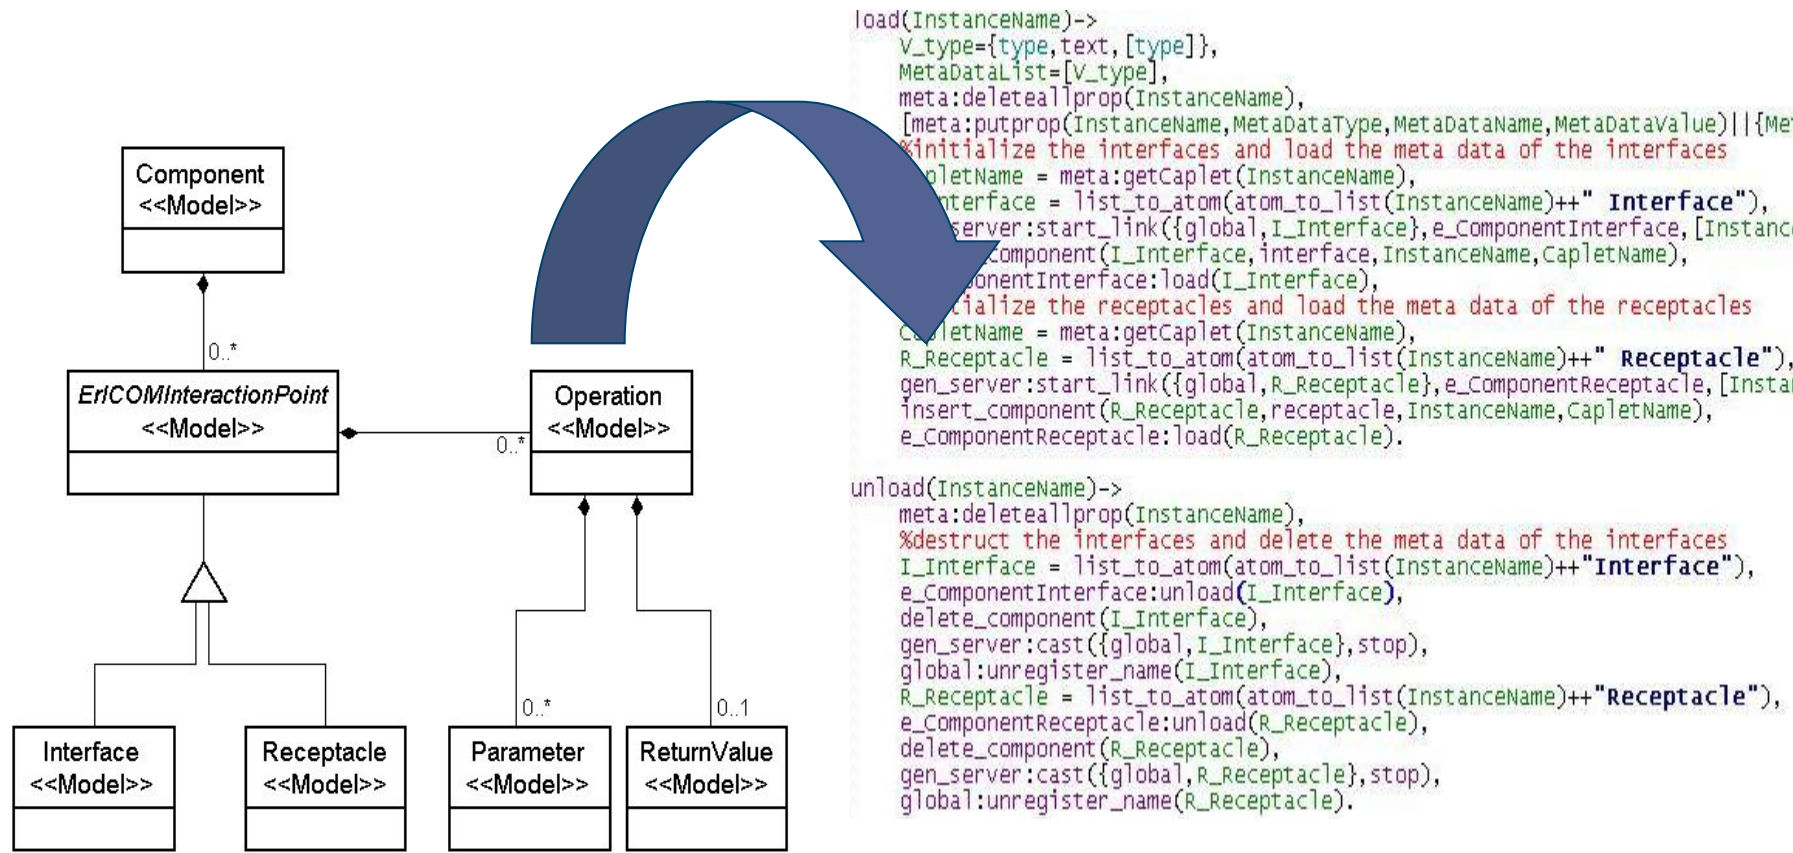 Component
<<Model>>
0..*
ErlCOMInteractionPoint
<<Model>>
0..*
Operation
<<Model>>
Interface
<<Model>>
Receptacle
<<Model>>
0..*
Parameter
<<Model>>
0..1
ReturnValue
<<Model>>
load(InstanceName)->
V_type={type,text,[type]},
MetaDataList=[V_type],
meta:deleteallprop(InstanceName),
[meta:putprop(InstanceName,MetaDataType,MetaDataName,MetaDataValue)||{Met
%initialize the interfaces and load the meta data of the interfaces
pletName = meta:getCaplet(InstanceName),
nterface = list_to_atom(atom_to_list(InstanceName)++" Interface"),
server:start_link({global,I_Interface},e_ComponentInterface,[Instance
component(I_Interface,interface,InstanceName,CapletName),
ponentInterface:load(I_Interface),
tialize the receptacles and load the meta data of the receptacles
CapletName = meta:getCaplet(InstanceName),
R_Receptacle = list_to_atom(atom_to_list(InstanceName)++" Receptacle"),
gen_server:start_link({global,R_Receptacle},e_ComponentReceptacle,[Instan
insert_component(R_Receptacle,receptacle,InstanceName,CapletName),
e_ComponentReceptacle:load(R_Receptacle).
unload(InstanceName)->
meta:deleteallprop(InstanceName),
%destruct the interfaces and delete the meta data of the interfaces
I_Interface = list_to_atom(atom_to_list(InstanceName)++"Interface"),
e_ComponentInterface:unload(I_Interface),
delete_component(I_Interface),
gen_server:cast({global,I_Interface},stop),
global:unregister_name(I_Interface),
R_Receptacle = list_to_atom(atom_to_list(InstanceName)++"Receptacle"),
e_ComponentReceptacle:unload(R_Receptacle),
delete_component(R_Receptacle),
gen_server:cast({global,R_Receptacle},stop),
global:unregister_name(R_Receptacle).